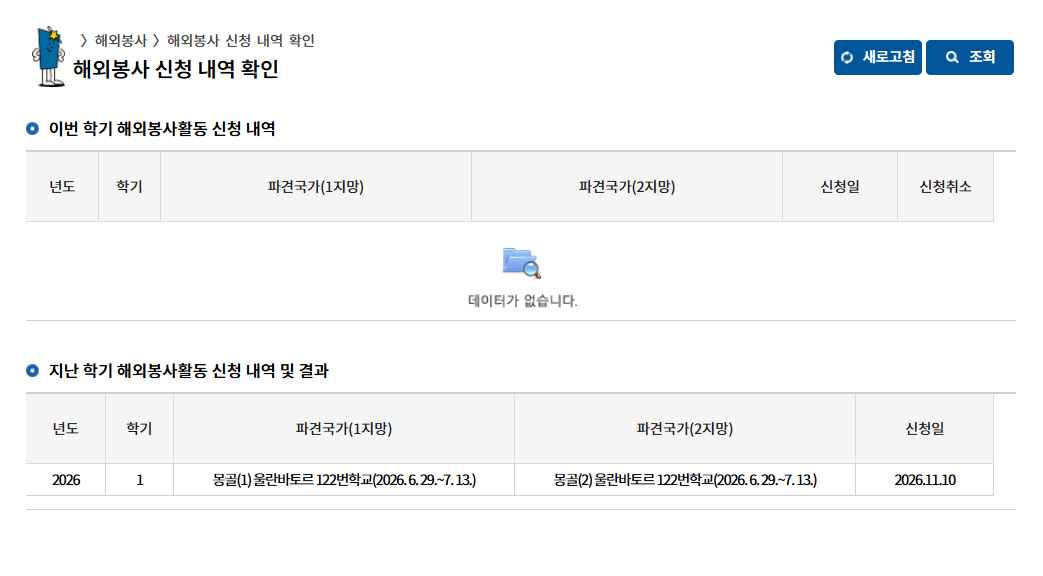 〉 해외봉사 〉 해외봉사 신청 내역 확인
해외봉사 신청 내역 확인
새로고침 조회
이번 학기 해외봉사활동 신청 내역
년도 학기 파견국가(1지망) 파견국가(2지망) 신청일 신청취소
데이터가 없습니다.
지난 학기 해외봉사활동 신청 내역 및 결과
년도 학기 파견국가(1지망) 파견국가(2지망) 신청일
2026 1 몽골(1) 울란바토르 122번학교(2026. 6. 29.~7. 13.) 몽골(2) 울란바토르 122번학교(2026. 6. 29.~7. 13.) 2026.11.10